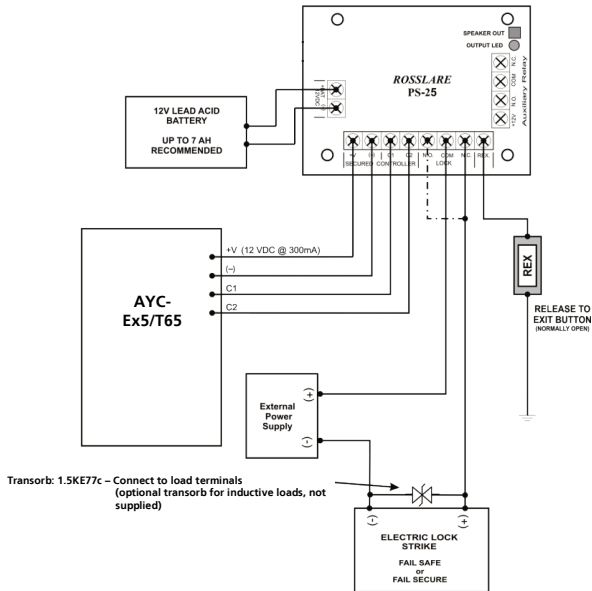 SPEAKER OUT
OUTPUT LED
ROSSLARE
PS-25
N.C.
COM
N.O.
+12V
Auxiliary Relay
+BAT (-)
12VDC
12V LEAD ACID
BATTERY
UP TO 7 AH
RECOMMENDED
+V (-) C1 C2 N.O. COM N.C. REX.
SECURED CONTROLLER LOCK
+V (12 VDC @ 300mA)
(–)
C1
C2
AYC-
Ex5/T65
REX
RELEASE TO
EXIT BUTTON
(NORMALLY OPEN)
External
Power
Supply
(+)
(-)
Transorb: 1.5KE77c – Connect to load terminals
(optional transorb for inductive loads, not
supplied)
(-) (+)
ELECTRIC LOCK
STRIKE
FAIL SAFE
or
FAIL SECURE